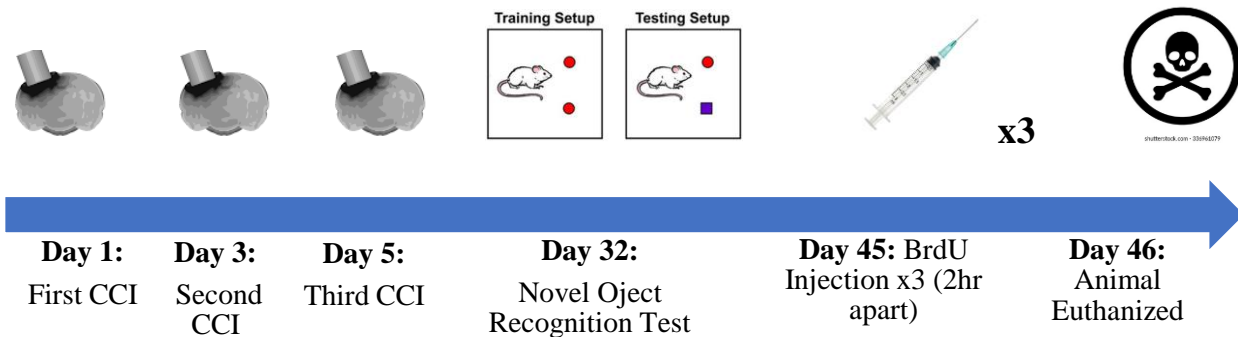 Training Setup
Testing Setup
x3
shutterstock.com · 336961079
Day 1:
First CCI
Day 3:
Second
CCI
Day 5:
Third CCI
Day 32:
Novel Oject
Recognition Test
Day 45: BrdU
Injection x3 (2hr
apart)
Day 46:
Animal
Euthanized